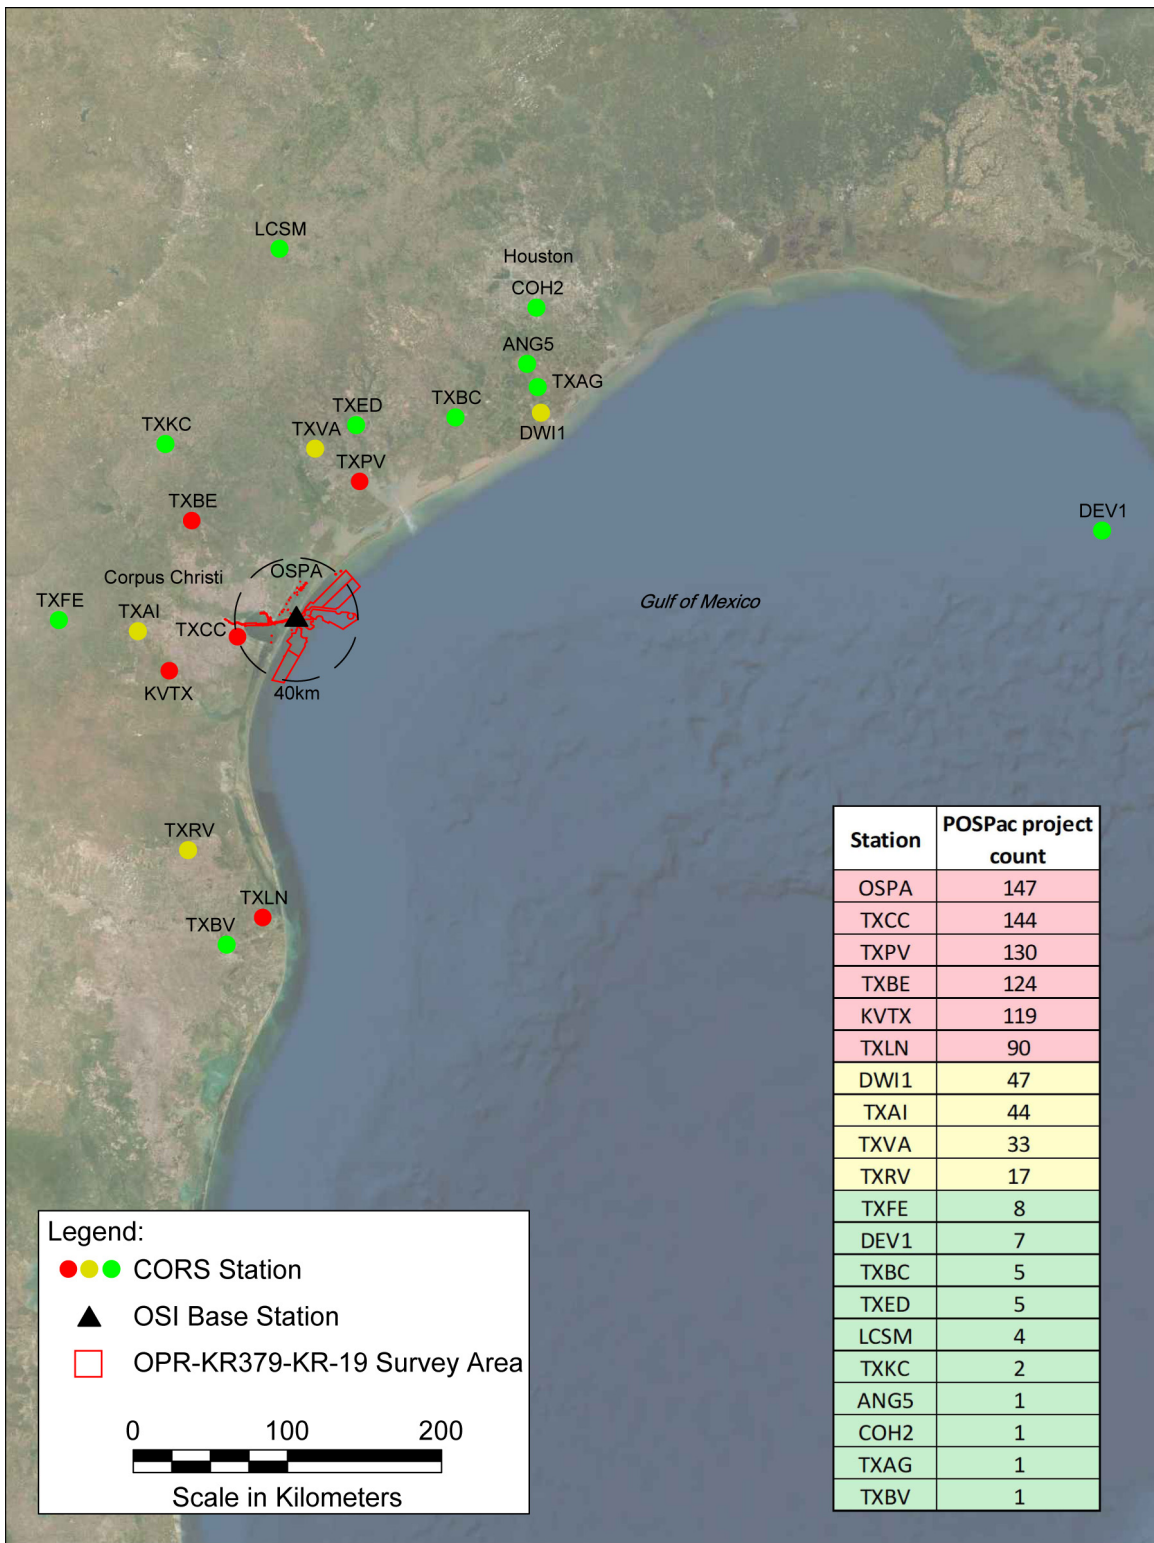 LCSM
Houston
COH2
ANG5
TXAG
TXBC
TXED
DWI1
TXKC
TXVA
TXPV
TXBE
DEV1
OSPA
Corpus Christi
TXFE
TXAI
TXCC
Gulf of Mexico
KVTX
40km
TXRV
TXLN
TXBV
Station POSPac project count
OSPA 147
TXCC 144
TXPV 130
TXBE 124
KVTX 119
TXLN 90
DWI1 47
TXAI 44
TXVA 33
TXRV 17
TXFE 8
DEV1 7
TXBC 5
TXED 5
LCSM 4
TXKC 2
ANG5 1
COH2 1
TXAG 1
TXBV 1
Legend:
CORS Station
OSI Base Station
OPR-KR379-KR-19 Survey Area
0 100 200
Scale in Kilometers